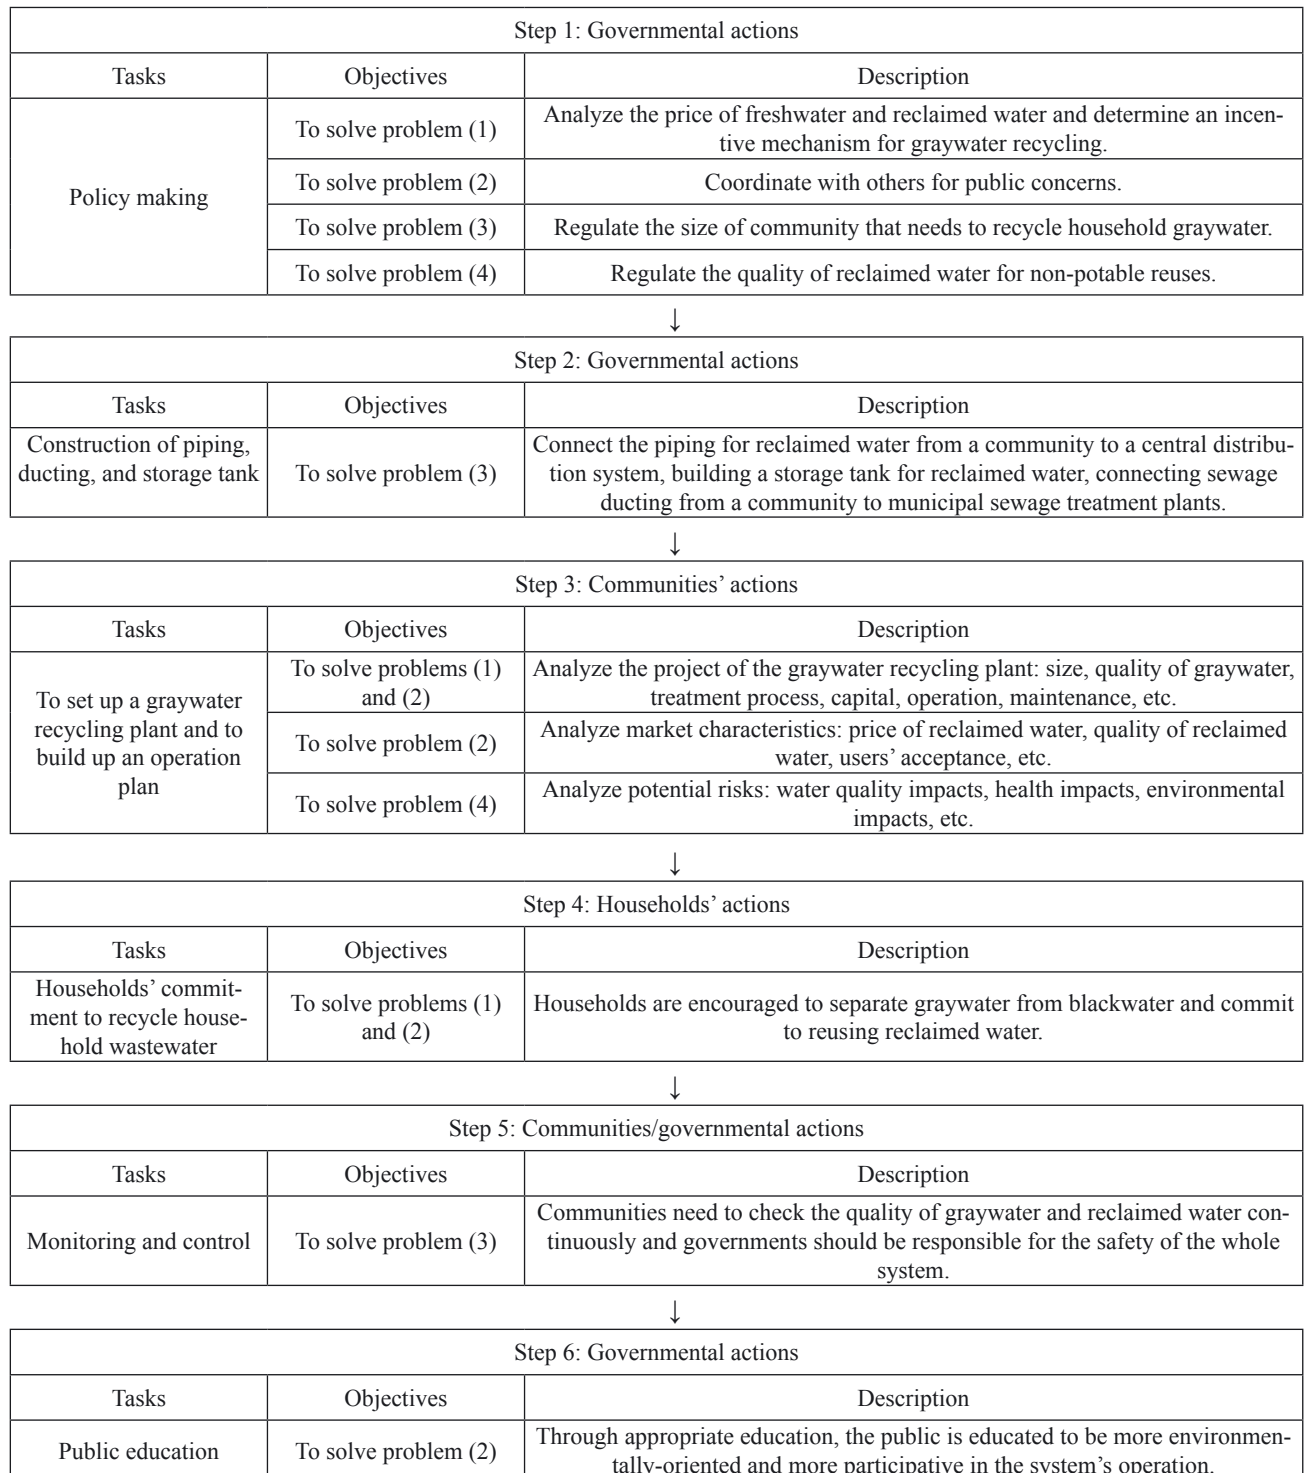 Step 1: Governmental actions
Tasks Objectives Description
Policy making
To solve problem (1)
Analyze the price of freshwater and reclaimed water and determine an incen-
tive mechanism for graywater recycling.
To solve problem (2)
Coordinate with others for public concerns.
To solve problem (3)
Regulate the size of community that needs to recycle household graywater.
To solve problem (4)
Regulate the quality of reclaimed water for non-potable reuses.
↓
Step 2: Governmental actions
Tasks Objectives Description
Construction of piping,
ducting, and storage tank
To solve problem (3)
Connect the piping for reclaimed water from a community to a central distribu-
tion system, building a storage tank for reclaimed water, connecting sewage
ducting from a community to municipal sewage treatment plants.
↓
Step 3: Communities’ actions
Tasks Objectives Description
To set up a graywater
recycling plant and to
build up an operation
plan
To solve problems (1)
and (2)
Analyze the project of the graywater recycling plant: size, quality of graywater,
treatment process, capital, operation, maintenance, etc.
To solve problem (2)
Analyze market characteristics: price of reclaimed water, quality of reclaimed
water, users’ acceptance, etc.
To solve problem (4)
Analyze potential risks: water quality impacts, health impacts, environmental
impacts, etc.
↓
Step 4: Households’ actions
Tasks Objectives Description
Households’ commit-
ment to recycle house-
hold wastewater
To solve problems (1)
and (2)
Households are encouraged to separate graywater from blackwater and commit
to reusing reclaimed water.
↓
Step 5: Communities/governmental actions
Tasks Objectives Description
Monitoring and control
To solve problem (3)
Communities need to check the quality of graywater and reclaimed water con-
tinuously and governments should be responsible for the safety of the whole
system.
↓
Step 6: Governmental actions
Tasks Objectives Description
Public education
To solve problem (2)
Through appropriate education, the public is educated to be more environmen-
tally-oriented and more participative in the system’s operation.